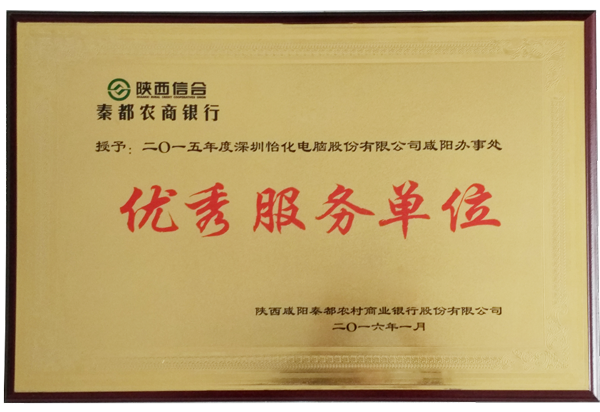 陕西信合
秦都农商银行
授予：二〇一五年度深圳怡化电脑股份有限公司咸阳办事处
优秀服务单位
陕西咸阳秦都农村商业银行股份有限公司
二〇一六年一月